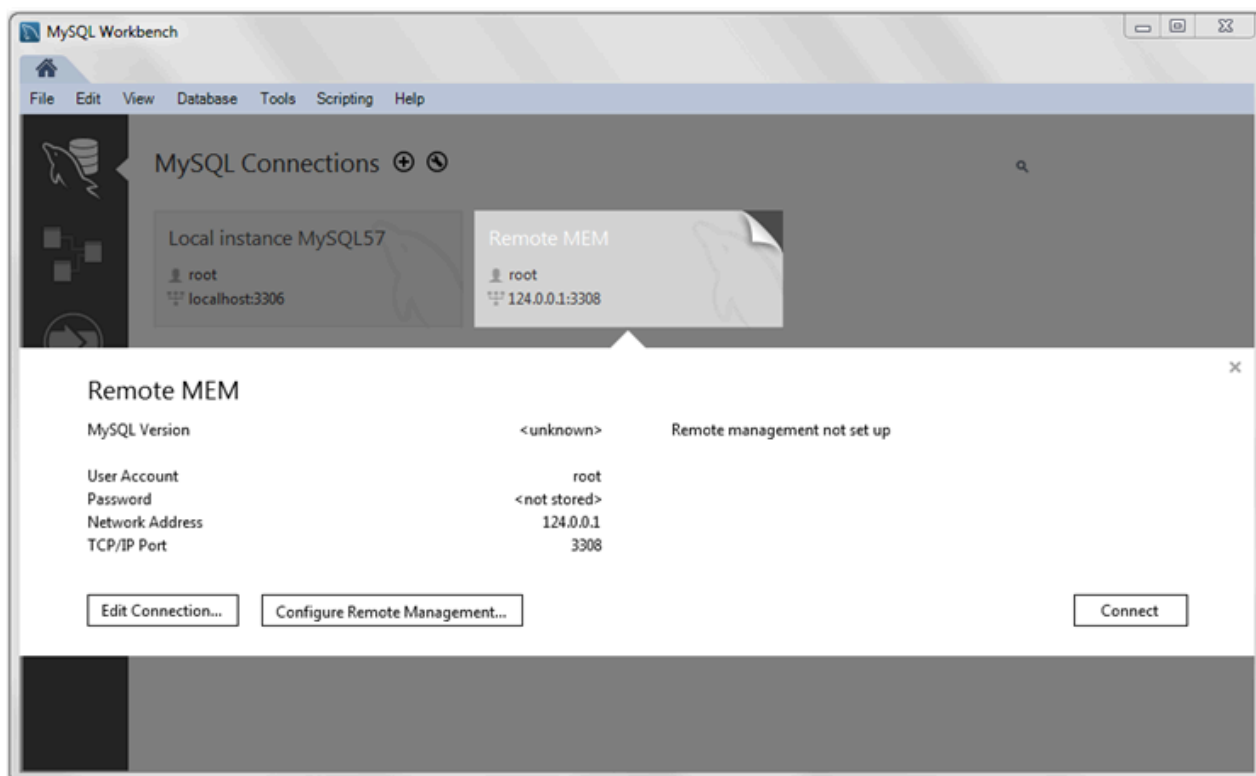 MySQL Workbench
File Edit View Database Tools Scripting Help
MySQL Connections
Local instance MySQL57
root
localhost:3306
Remote MEM
root
124.0.0.1:3308
Remote MEM
MySQL Version <unknown> Remote management not set up
User Account root
Password <not stored>
Network Address 124.0.0.1
TCP/IP Port 3308
Edit Connection... Configure Remote Management... Connect